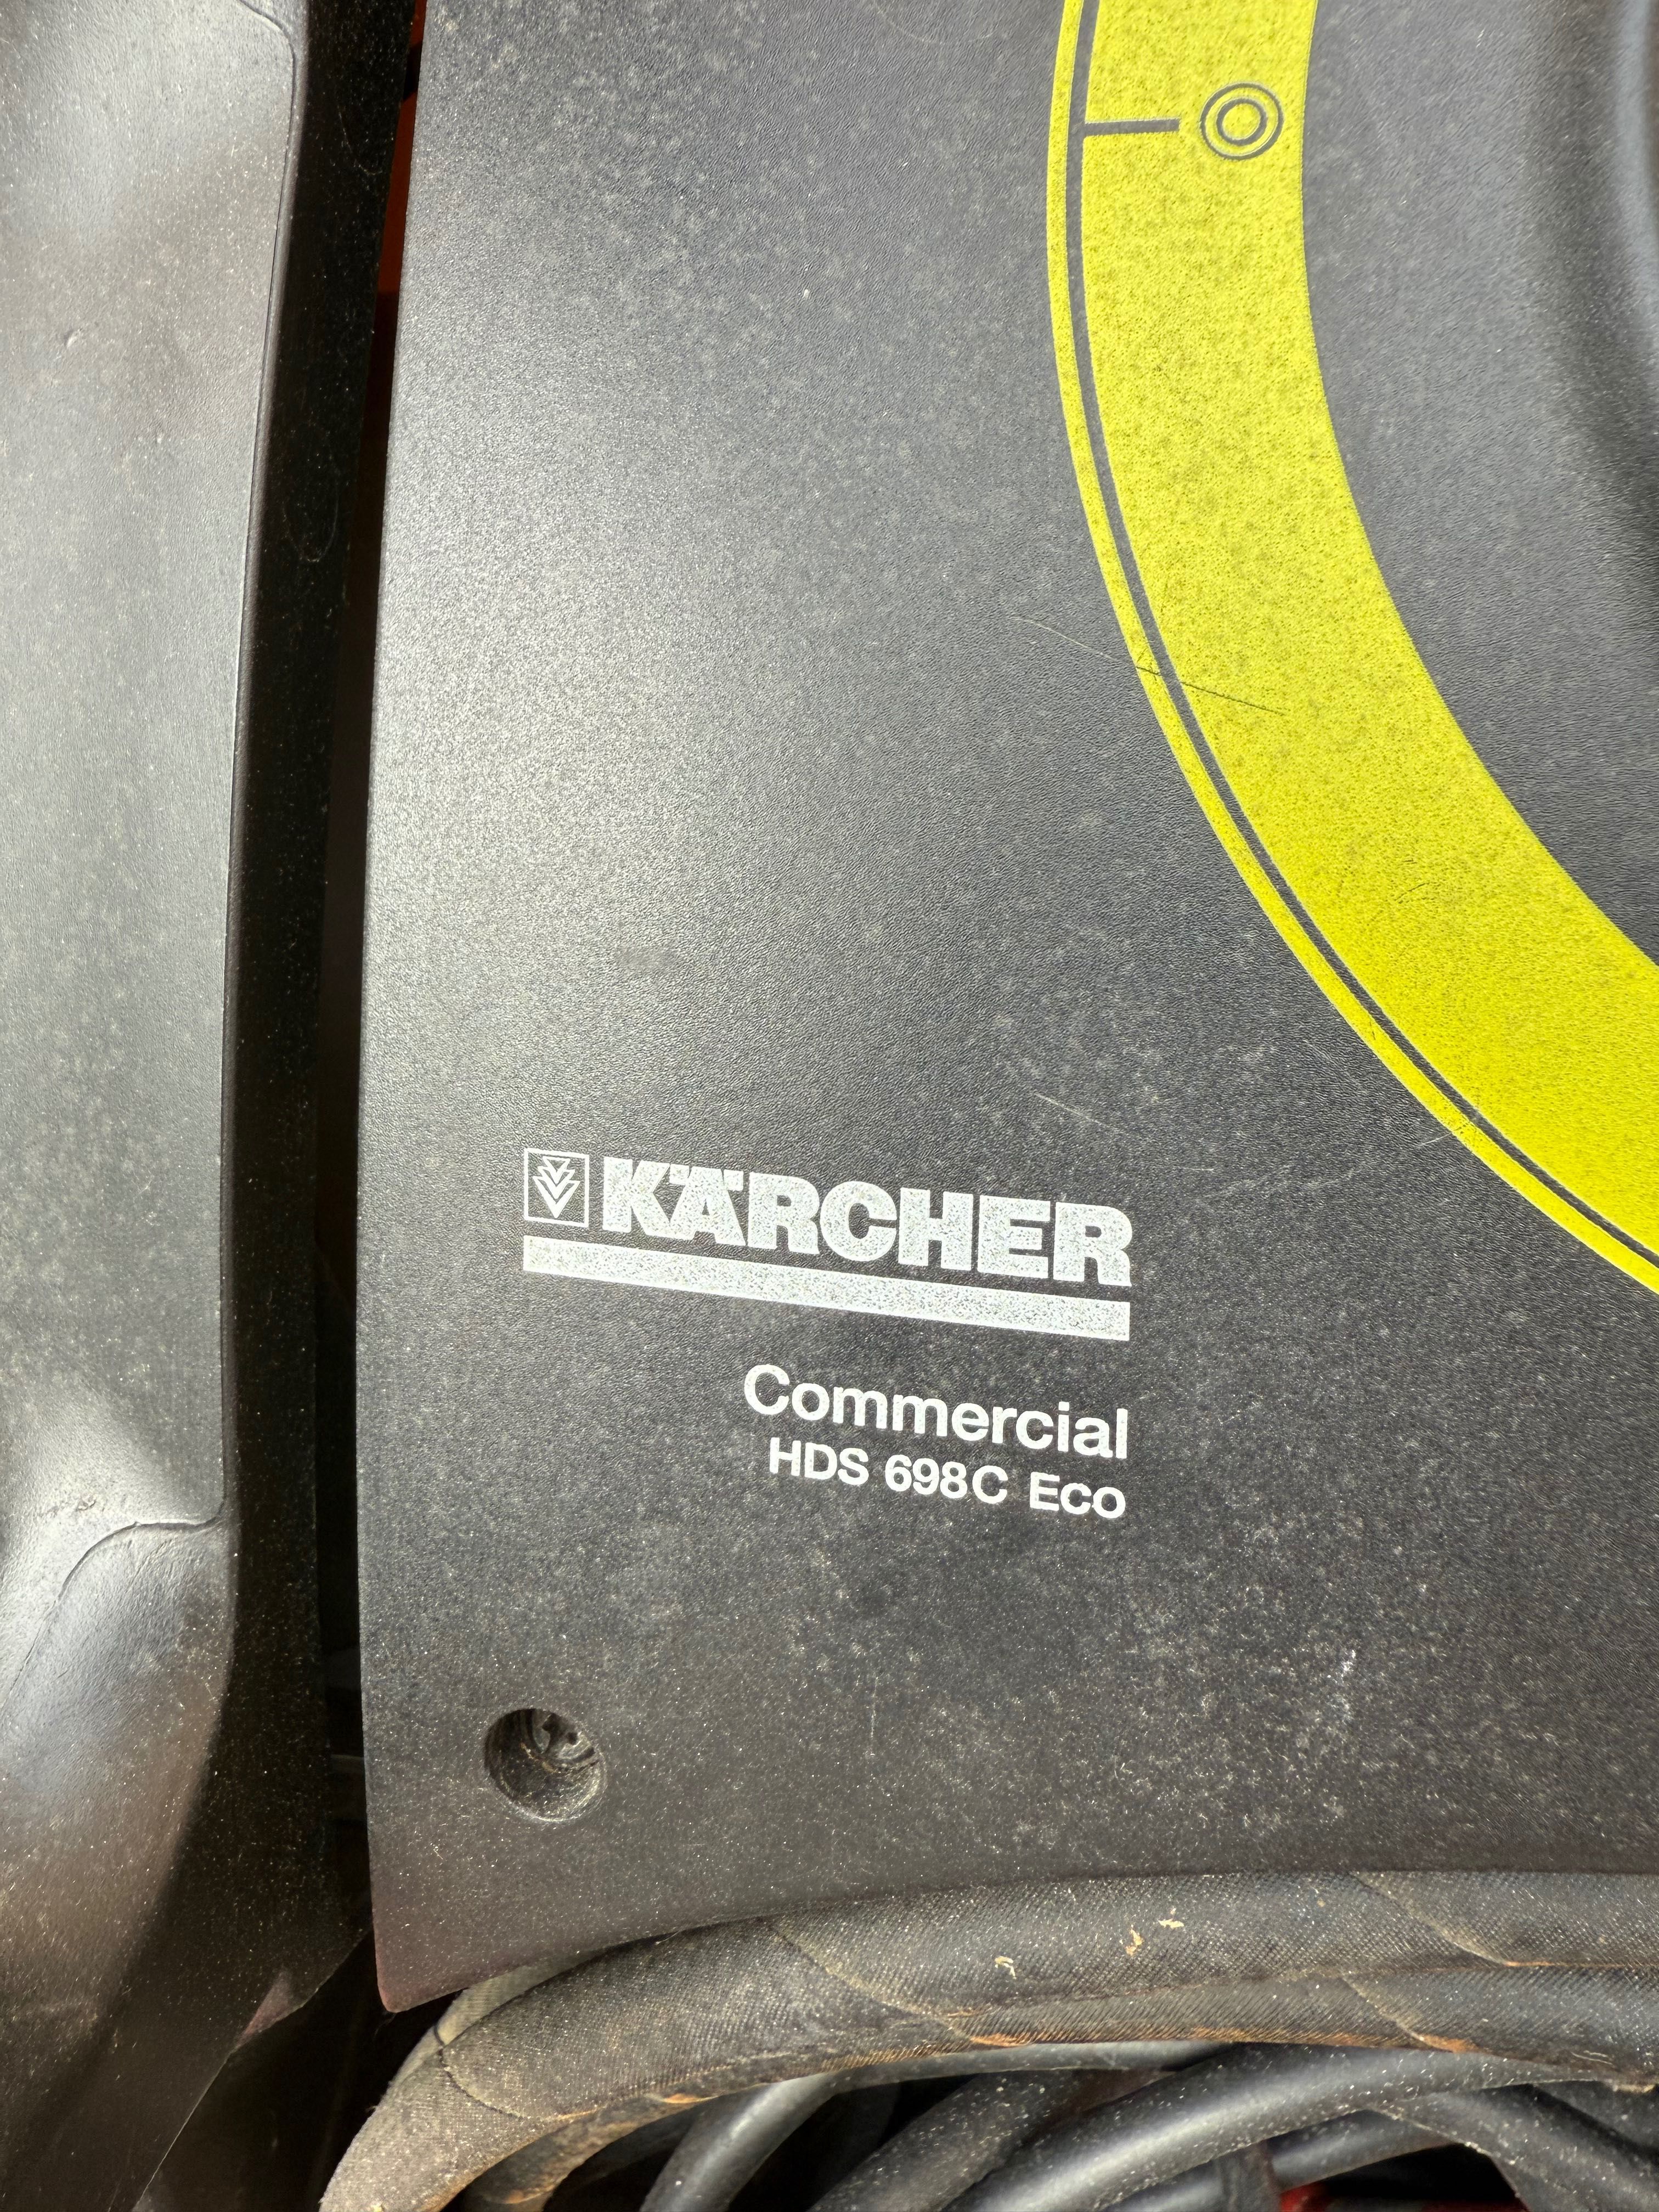 KÄRCHER
Commercial
HDS 698C Eco